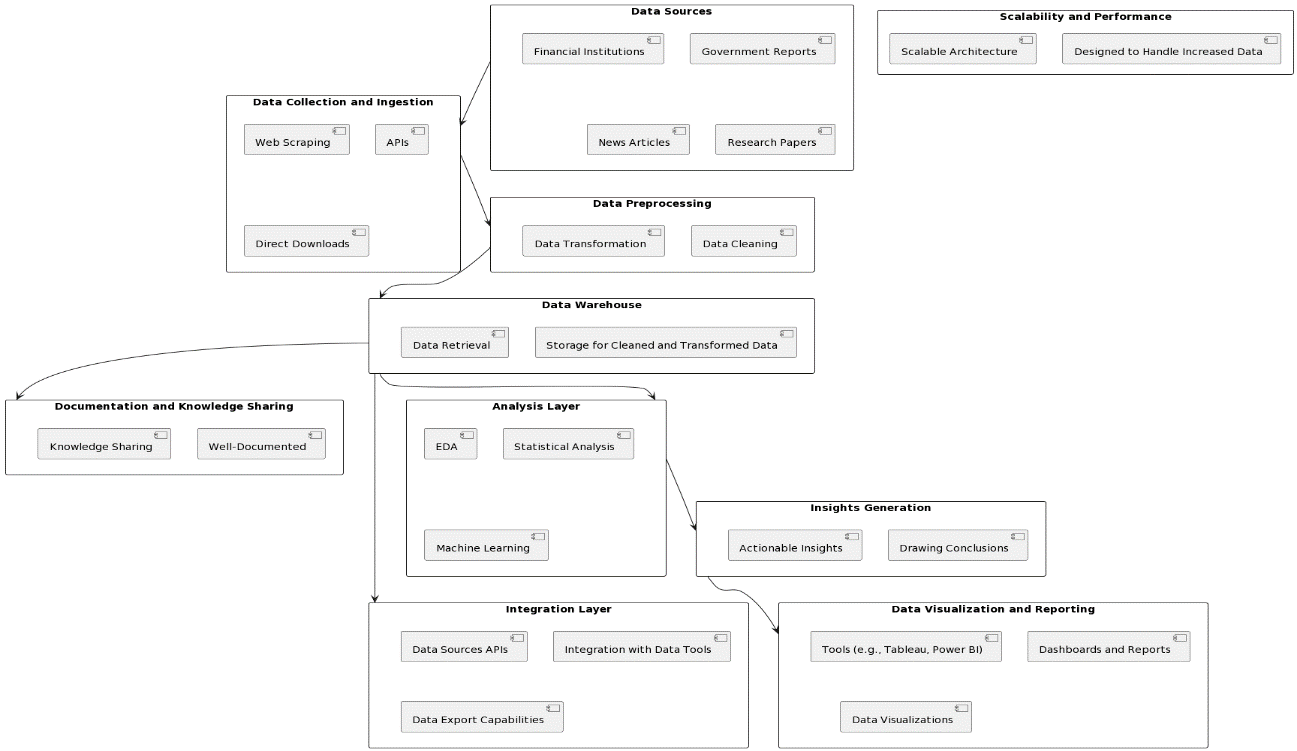 Data Sources
Financial Institutions
Government Reports
News Articles
Research Papers
Scalability and Performance
Scalable Architecture
Designed to Handle Increased Data
Data Collection and Ingestion
Web Scraping
APIs
Direct Downloads
Data Preprocessing
Data Transformation
Data Cleaning
Data Warehouse
Data Retrieval
Storage for Cleaned and Transformed Data
Documentation and Knowledge Sharing
Knowledge Sharing
Well-Documented
Analysis Layer
EDA
Statistical Analysis
Machine Learning
Insights Generation
Actionable Insights
Drawing Conclusions
Integration Layer
Data Sources APIs
Integration with Data Tools
Data Export Capabilities
Data Visualization and Reporting
Tools (e.g., Tableau, Power BI)
Dashboards and Reports
Data Visualizations